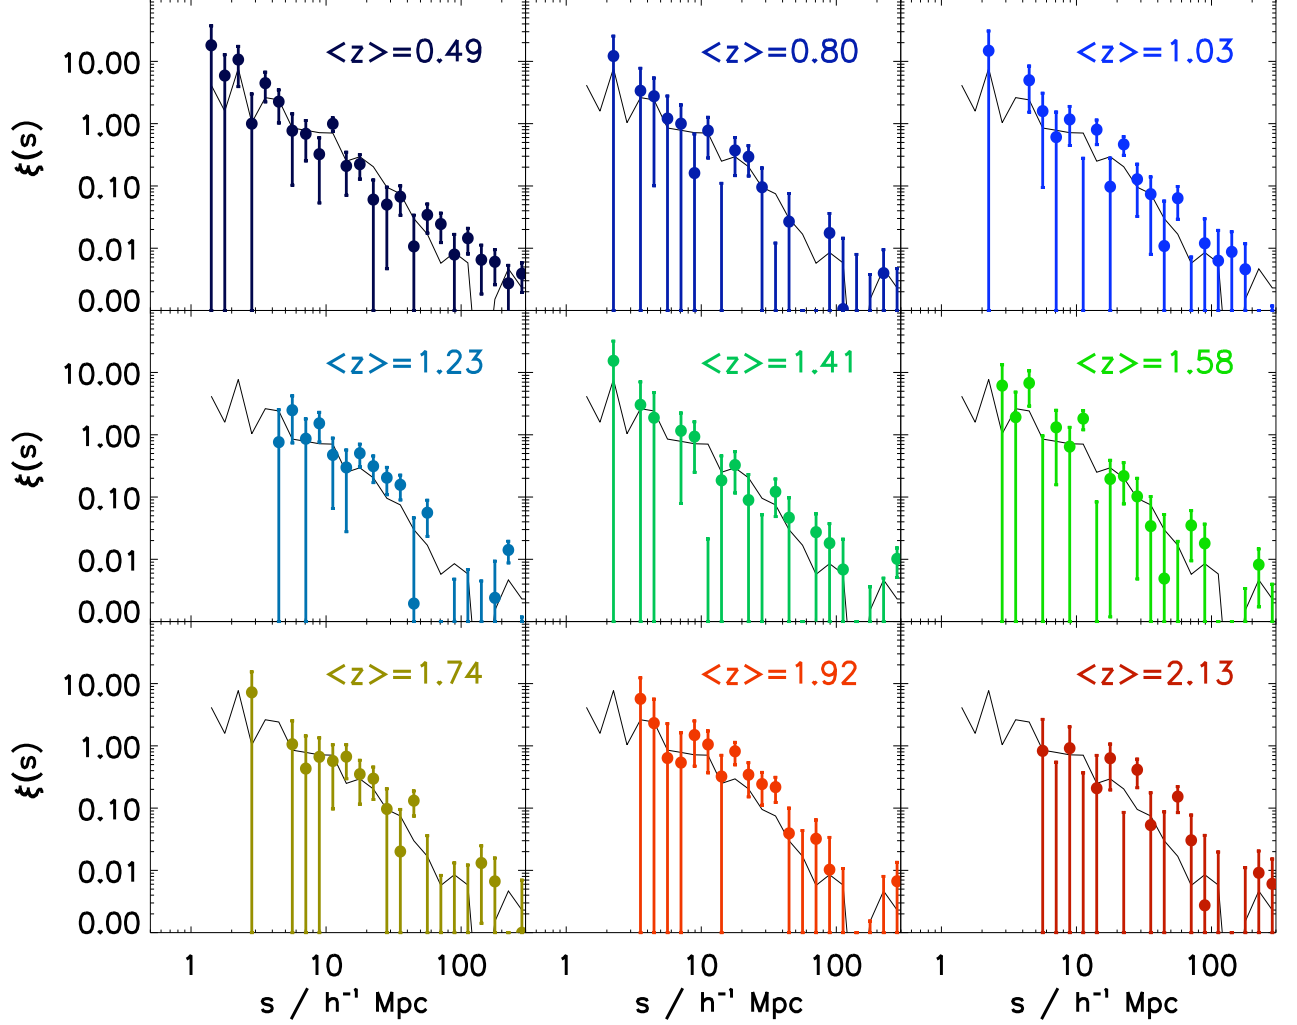 <z>=0.49
<z>=0.80
<z>=1.03
10.00
1.00
0.10
0.01
0.00
ξ(s)
<z>=1.23
<z>=1.41
<z>=1.58
10.00
1.00
0.10
0.01
0.00
ξ(s)
<z>=1.74
<z>=1.92
<z>=2.13
10.00
1.00
0.10
0.01
0.00
ξ(s)
1 10 100
1 10 100
1 10 100
s / h⁻¹ Mpc
s / h⁻¹ Mpc
s / h⁻¹ Mpc